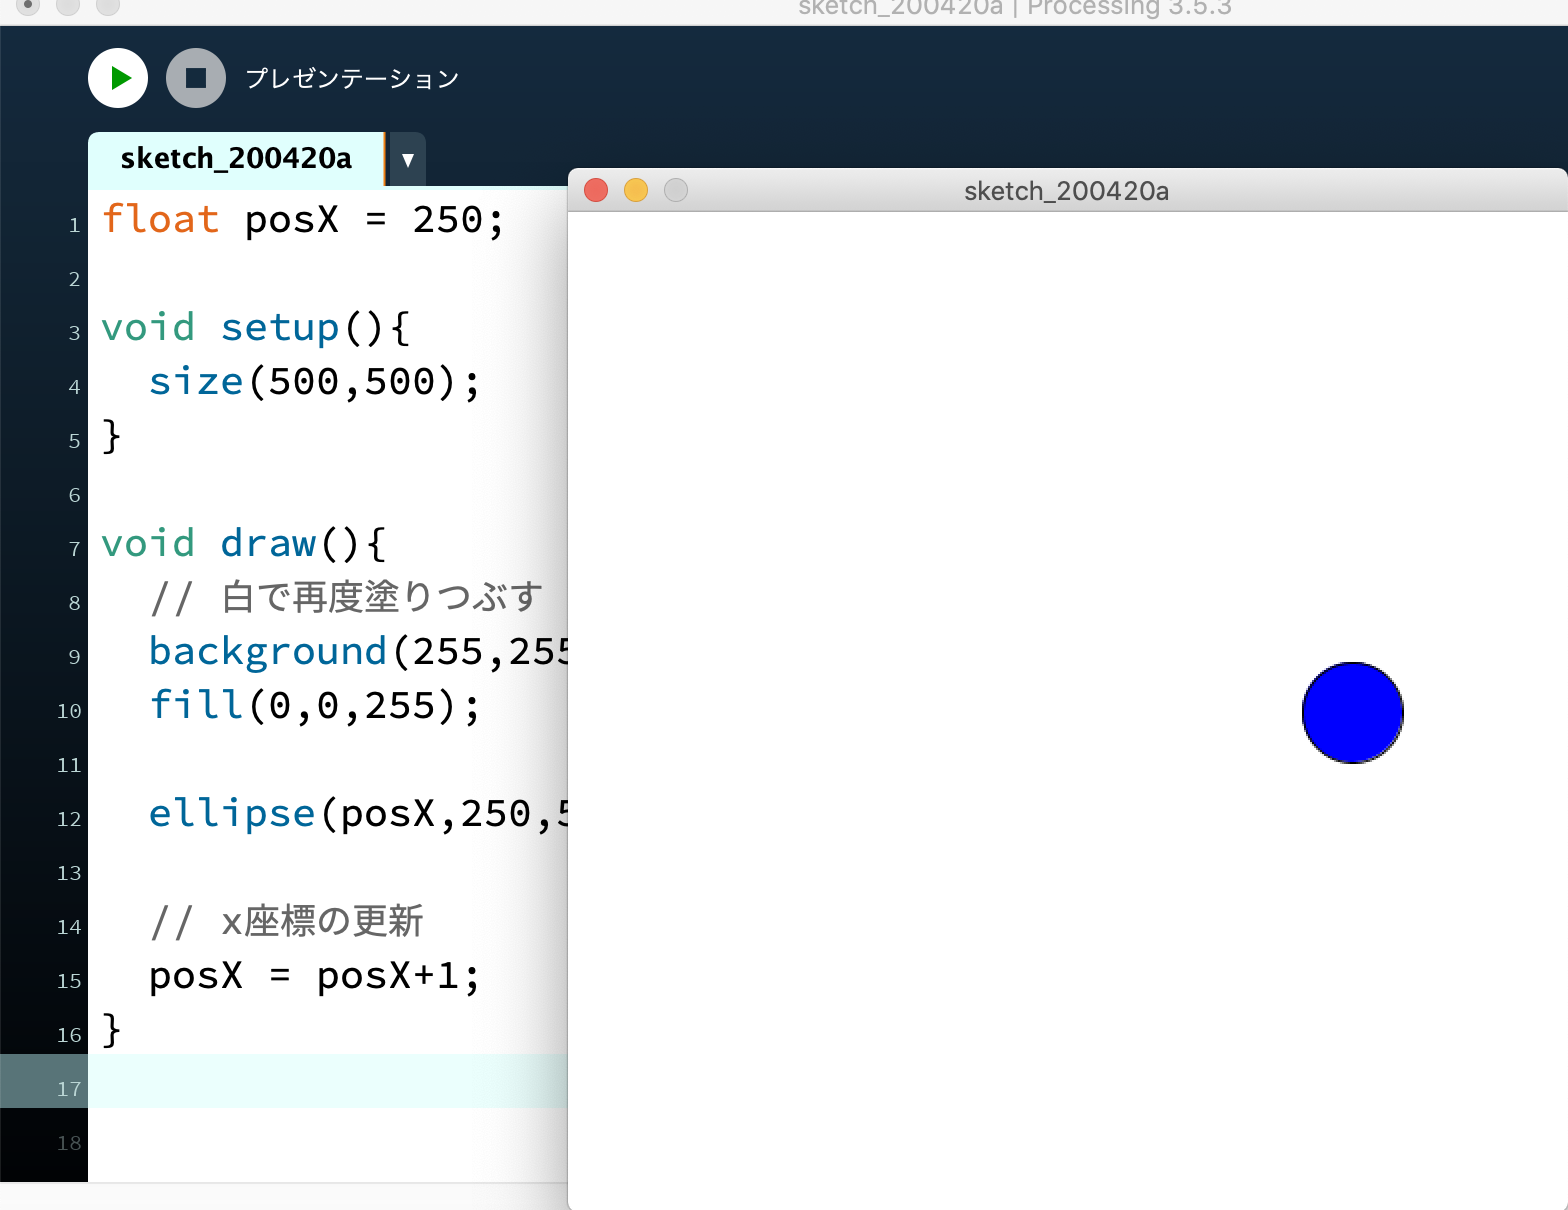 sketch_200420a | Processing 3.5.3
プレゼンテーション
sketch_200420a ▼
sketch_200420a
1 float posX = 250;
2
3 void setup(){
4 size(500,500);
5 }
6
7 void draw(){
8 // 白で再度塗りつぶす
9 background(255,255
10 fill(0,0,255);
11
12 ellipse(posX,250,5
13
14 // x座標の更新
15 posX = posX+1;
16 }
17
18